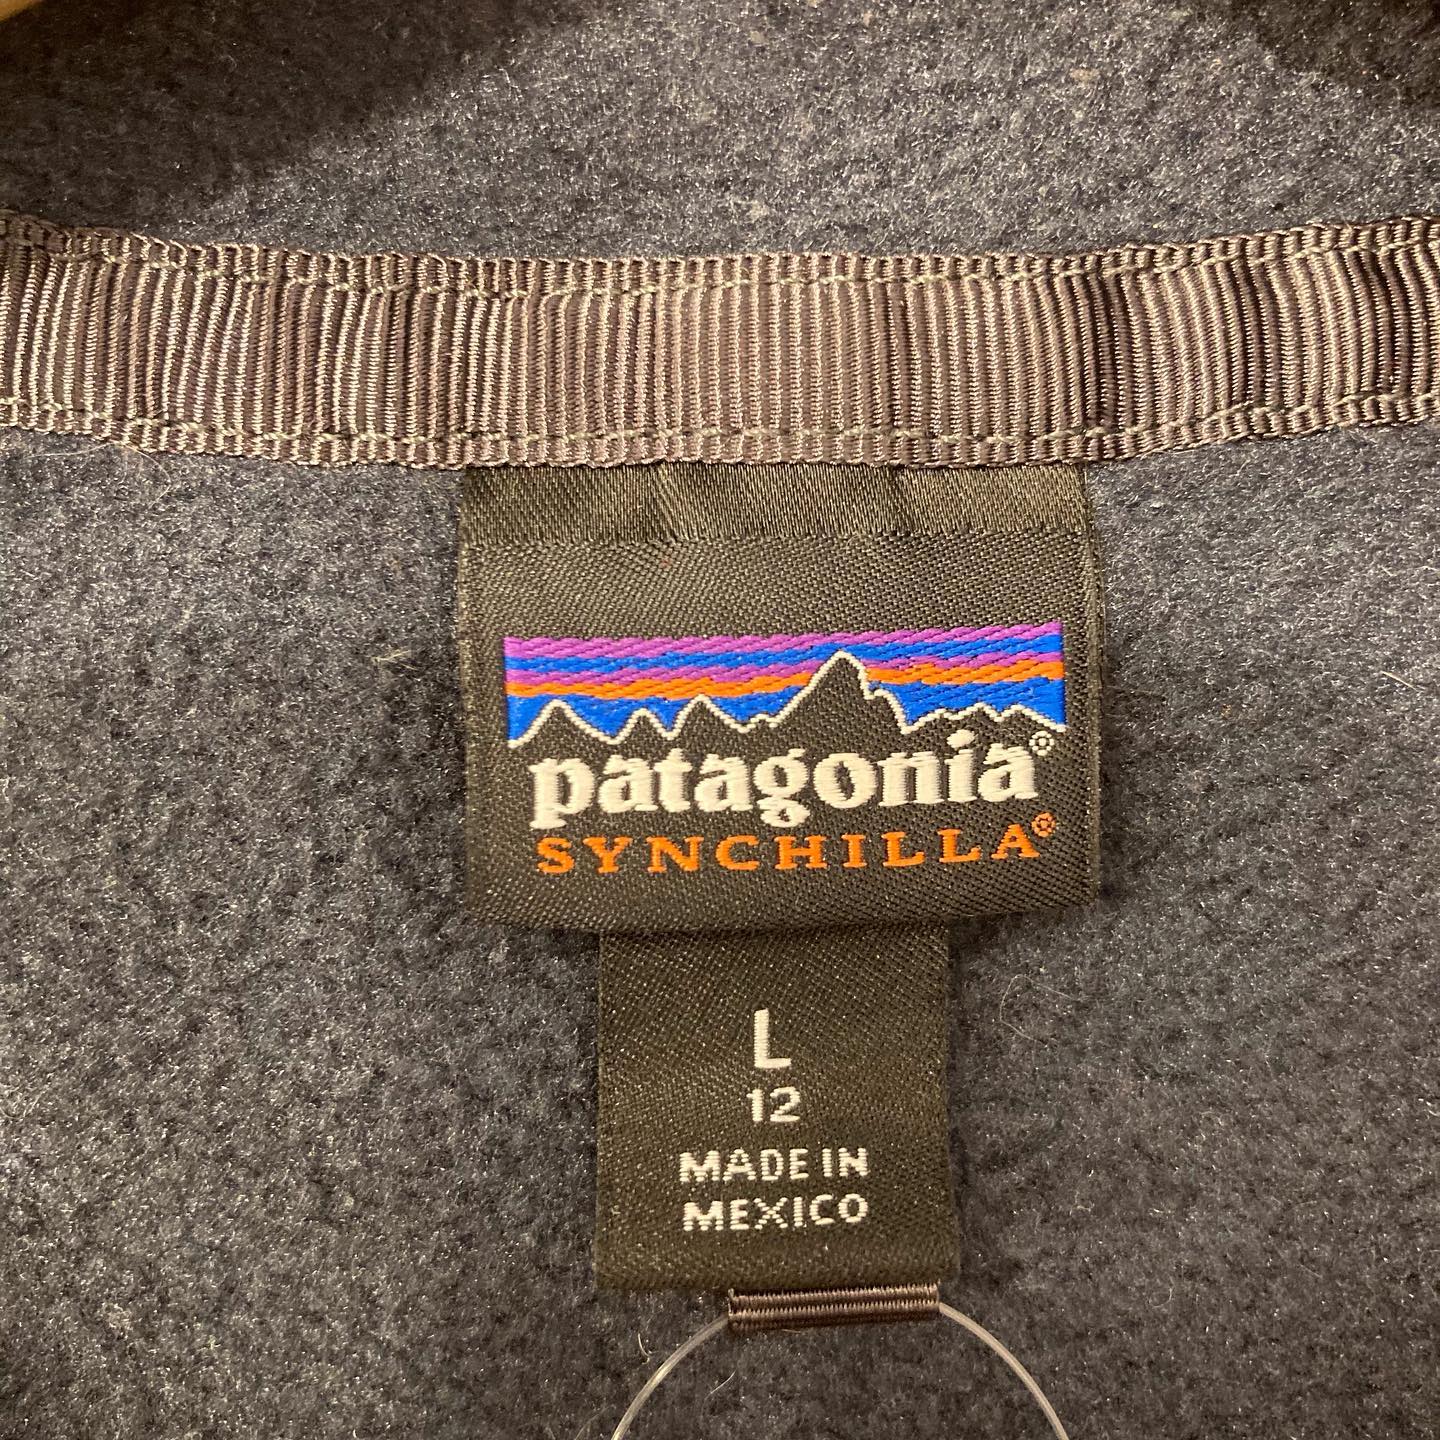 patagonia®
SYNCHILLA®
L
12
MADE IN
MEXICO